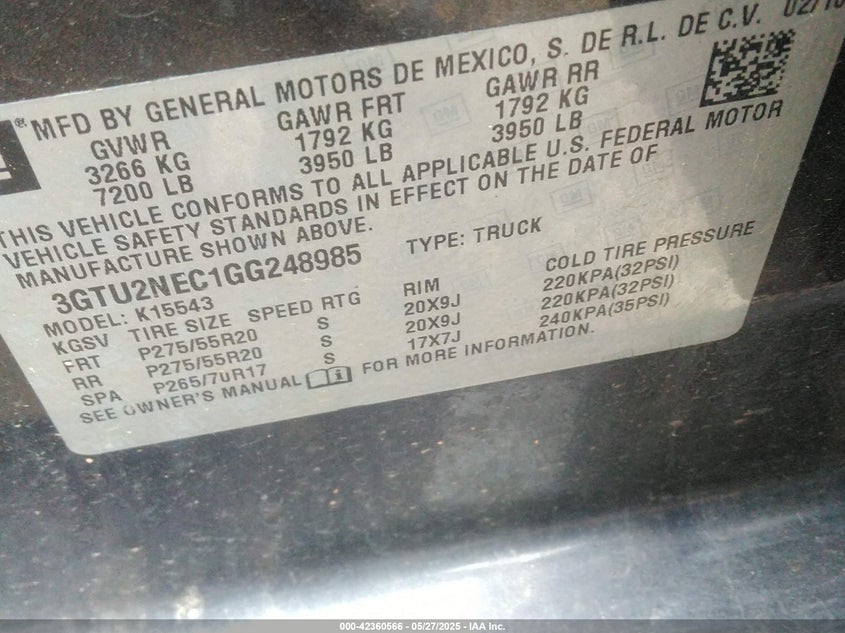 MFD BY GENERAL MOTORS DE MEXICO, S. DE R.L. DE C.V.
GVWR GAWR FRT GAWR RR
3266 KG 1792 KG 1792 KG
7200 LB 3950 LB 3950 LB
THIS VEHICLE CONFORMS TO ALL APPLICABLE U.S. FEDERAL MOTOR
VEHICLE SAFETY STANDARDS IN EFFECT ON THE DATE OF
MANUFACTURE SHOWN ABOVE.
3GTU2NEC1GG248985 TYPE: TRUCK
MODEL: K15543
KGSV TIRE SIZE SPEED RTG RIM COLD TIRE PRESSURE
FRT P275/55R20 S 20X9J 220KPA(32PSI)
RR P275/55R20 S 20X9J 220KPA(32PSI)
SPA P265/70R17 S 17X7J 240KPA(35PSI)
SEE OWNER'S MANUAL FOR MORE INFORMATION.
000-42360566 - 05/27/2025 - IAA Inc.